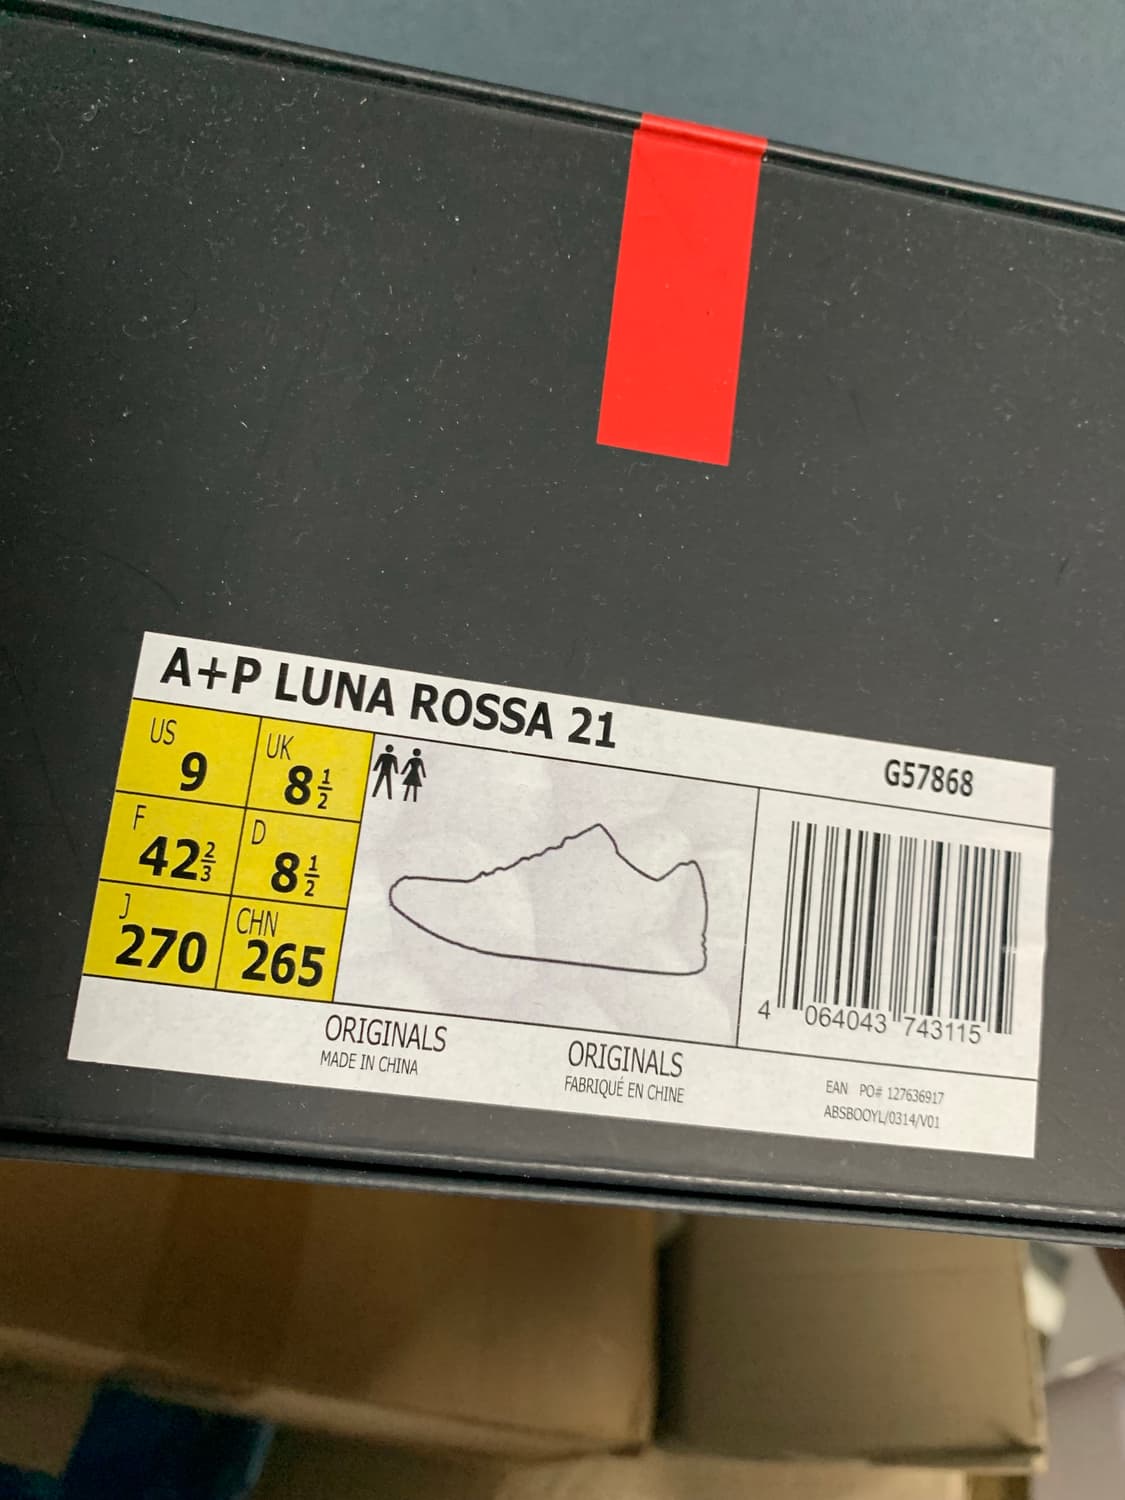 A+P LUNA ROSSA 21
G57868
US
9
UK
8½
F
42⅔
D
8½
J
270
CHN
265
4 064043 743115
ORIGINALS
MADE IN CHINA
ORIGINALS
FABRIQUÉ EN CHINE
EAN PO# 127636917
ABSBOOYL/0314/V01